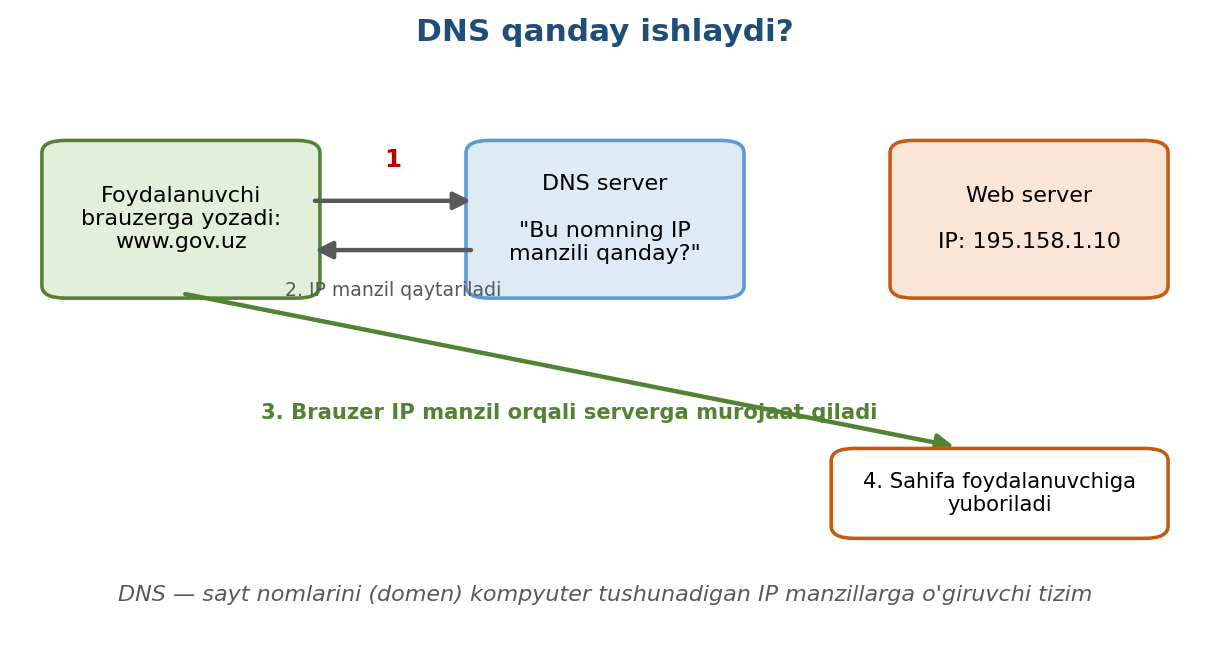 DNS qanday ishlaydi?
Foydalanuvchi
brauzerga yozadi:
www.gov.uz
1
DNS server
"Bu nomning IP
manzili qanday?"
Web server
IP: 195.158.1.10
2. IP manzil qaytariladi
3. Brauzer IP manzil orqali serverga murojaat qiladi
4. Sahifa foydalanuvchiga
yuboriladi
DNS — sayt nomlarini (domen) kompyuter tushunadigan IP manzillarga o'giruvchi tizim